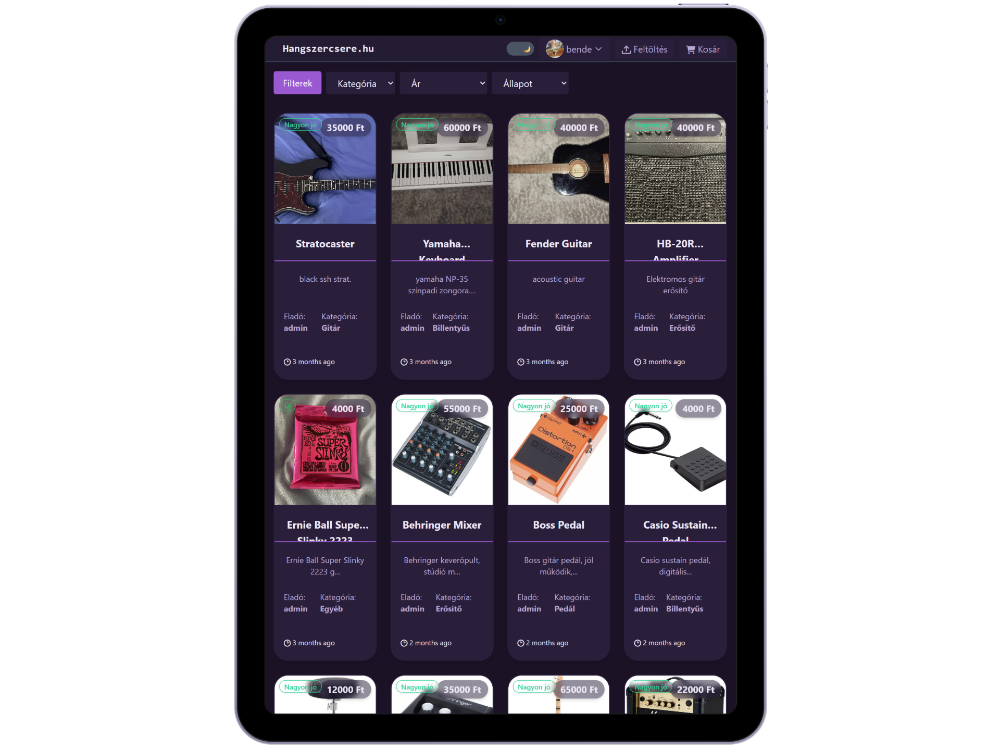 Hangszercsere.hu
bende
Feltöltés
Kosár
Filterek
Kategória
Ár
Állapot
Nagyon jó
35000 Ft
Nagyon jó
60000 Ft
Nagyon jó
40000 Ft
Nagyon jó
40000 Ft
Stratocaster
Yamaha...
Keyboard
Fender Guitar
HB-20R...
Amplifier
black ssh strat.
yamaha NP-35
színpadi zongora....
acoustic guitar
Elektromos gitár
erősítő
Eladó:
admin
Kategória:
Gitár
Eladó:
admin
Kategória:
Billentyűs
Eladó:
admin
Kategória:
Gitár
Eladó:
admin
Kategória:
Erősítő
3 months ago
3 months ago
3 months ago
3 months ago
Új
4000 Ft
ERNIE
BALL
SUPER
SLINKY
Nagyon jó
55000 Ft
Nagyon jó
25000 Ft
OUTPUT
DIST
INPUT
Distortion
DS-1
BOSS
Nagyon jó
4000 Ft
Ernie Ball Supe...
Slinky 2223
Behringer Mixer
Boss Pedal
Casio Sustain...
Pedal
Ernie Ball Super Slinky
2223 g...
Behringer keverőpult,
stúdió m...
Boss gitár pedál, jól
működik,...
Casio sustain pedál,
digitális...
Eladó:
admin
Kategória:
Egyéb
Eladó:
admin
Kategória:
Erősítő
Eladó:
admin
Kategória:
Pedál
Eladó:
admin
Kategória:
Billentyűs
3 months ago
2 months ago
2 months ago
2 months ago
Nagyon jó
12000 Ft
Nagyon jó
35000 Ft
behringer
Nagyon jó
65000 Ft
Nagyon jó
22000 Ft